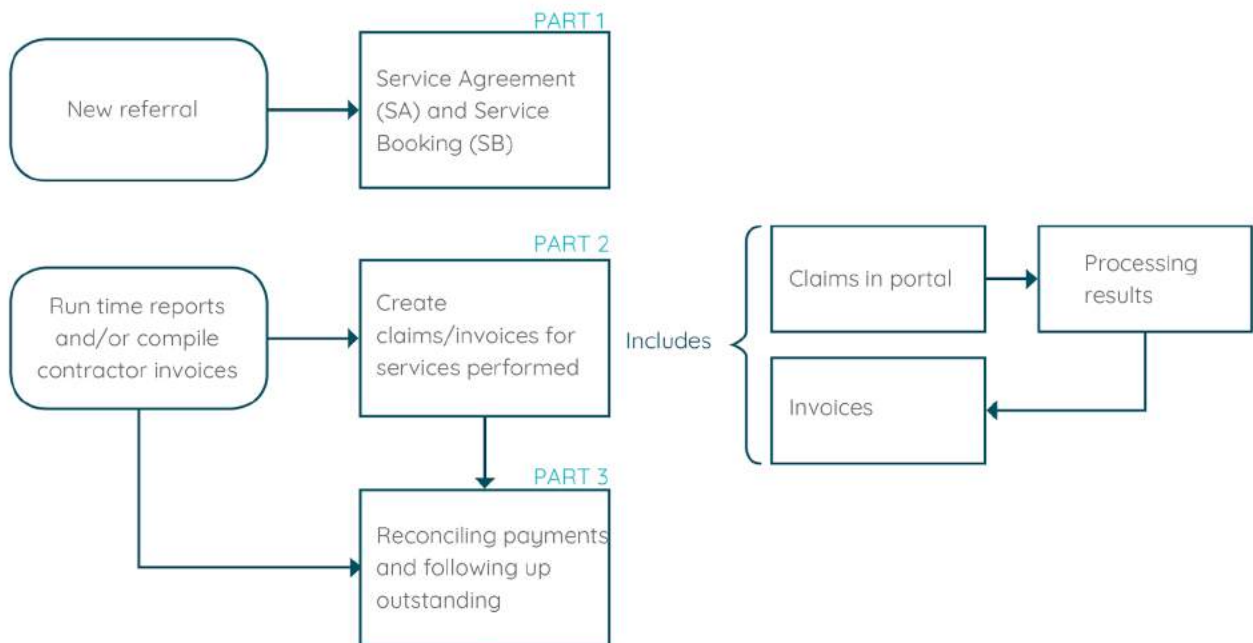 PART 1
New referral
Service Agreement
(SA) and Service
Booking (SB)
PART 2
Run time reports
and/or compile
contractor invoices
Create
claims/invoices for
services performed
Includes
Claims in portal
Processing
results
Invoices
PART 3
Reconciling payments
and following up
outstanding